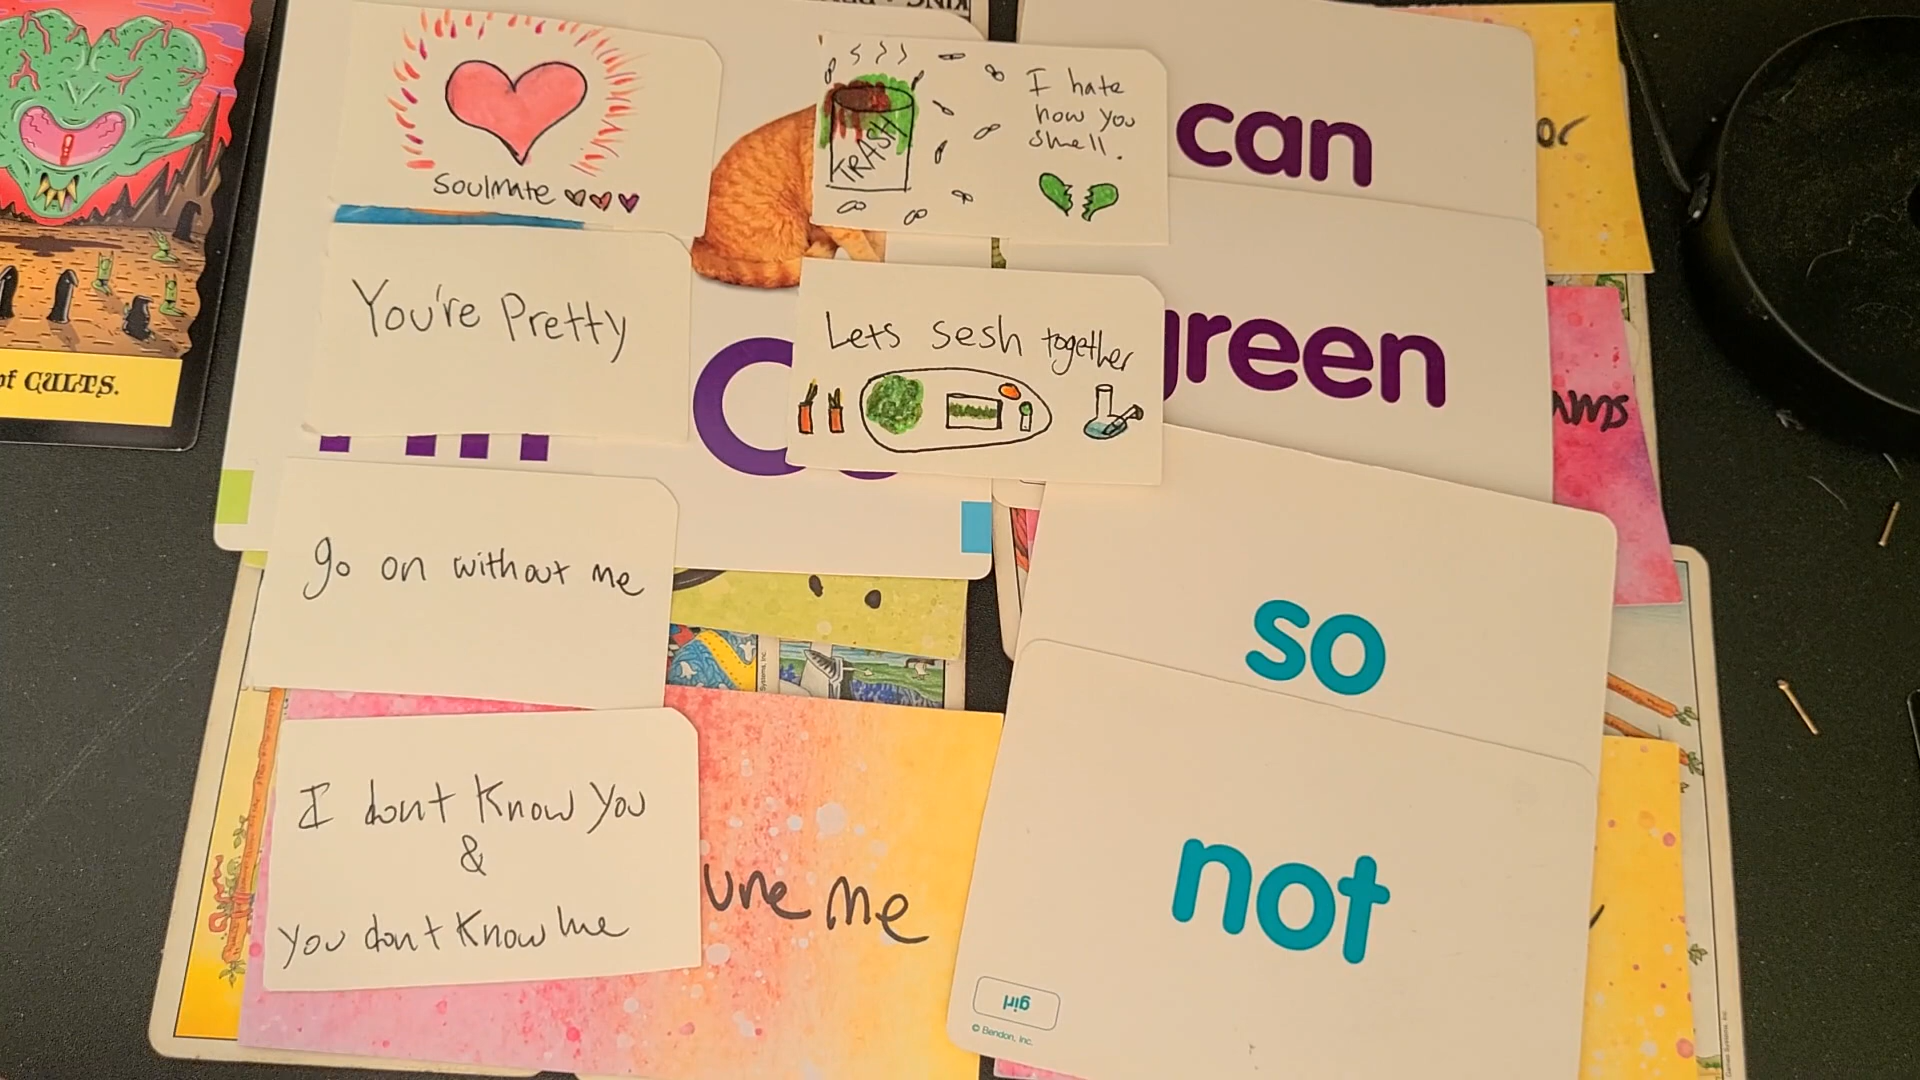 of CULTS.
Soulmate
TRASH
I hate
how you
smell.
You're Pretty
Lets sesh together
go on without me
I dont Know You
&
you dont Know me
me
can
green
so
not
girl
© Bendon, Inc.